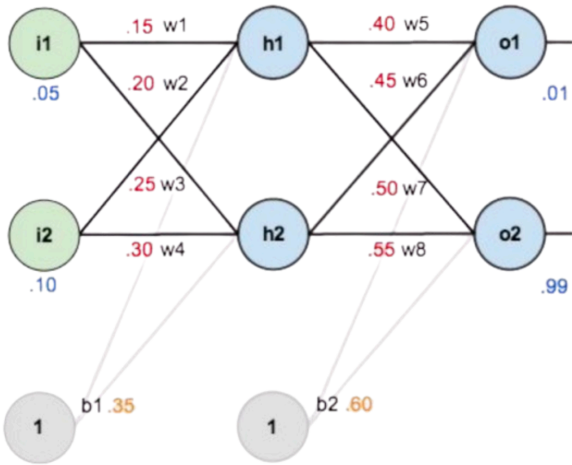 i1 .15 w1 h1 .40 w5 o1
.05 .20 w2 .45 w6 .01
.25 w3 .50 w7
i2 .30 w4 h2 .55 w8 o2
.10 .99
b1 .35 b2 .60
1 1